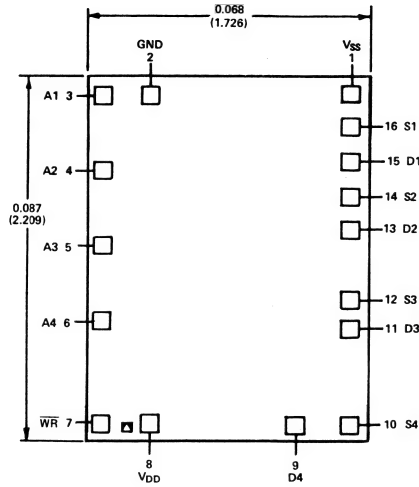 0.068
(1.726)
GND
2
VSS
1
A1 3
16 S1
15 D1
A2 4
14 S2
0.087
(2.209)
13 D2
A3 5
12 S3
A4 6
11 D3
WR 7
10 S4
8
VDD
9
D4